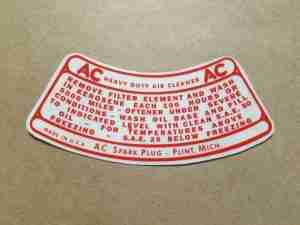 AC HEAVY DUTY AIR CLEANER AC
REMOVE FILTER ELEMENT AND WASH
IN KEROSENE EACH 100 HOURS OR
2000 MILES - OFTENER UNDER SEVERE
CONDITIONS - WASH OIL BASE AND FILL
TO INDICATED LEVEL WITH CLEAN S.A.E. 50
OIL - FOR TEMPERATURES ABOVE
FREEZING - S.A.E. 20 BELOW FREEZING
MADE IN U.S.A. AC SPARK PLUG - FLINT, MICH.